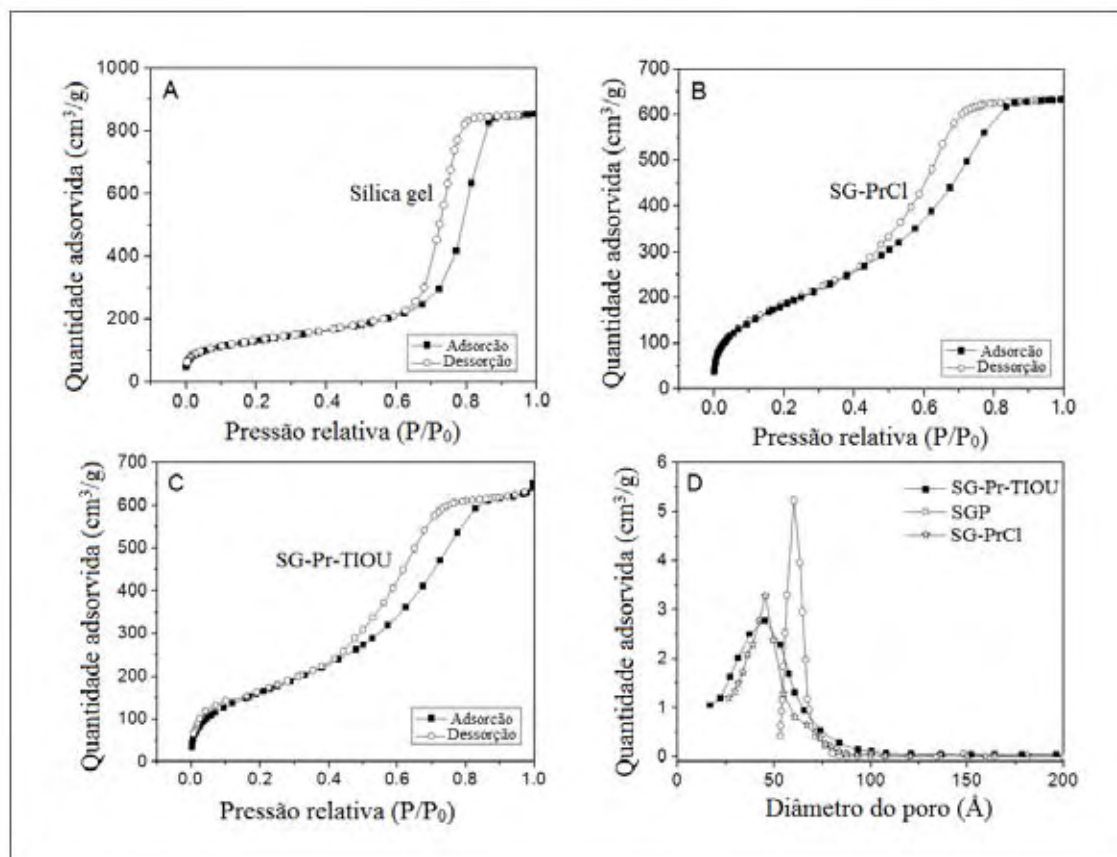 A
Quantidade adsorvida (cm³/g)
1000
800
600
400
200
0
Sílica gel
Adsorcão
Dessorção
0.0 0.2 0.4 0.6 0.8 1.0
Pressão relativa (P/P₀)
B
Quantidade adsorvida (cm³/g)
700
600
500
400
300
200
100
0
SG-PrCl
Adsorcão
Dessorção
0.0 0.2 0.4 0.6 0.8 1.0
Pressão relativa (P/P₀)
C
Quantidade adsorvida (cm³/g)
700
600
500
400
300
200
100
0
SG-Pr-TIOU
Adsorcão
Dessorção
0.0 0.2 0.4 0.6 0.8 1.0
Pressão relativa (P/P₀)
D
Quantidade adsorvida (cm³/g)
6
5
4
3
2
1
0
SG-Pr-TIOU
SGP
SG-PrCl
0 50 100 150 200
Diâmetro do poro (Å)